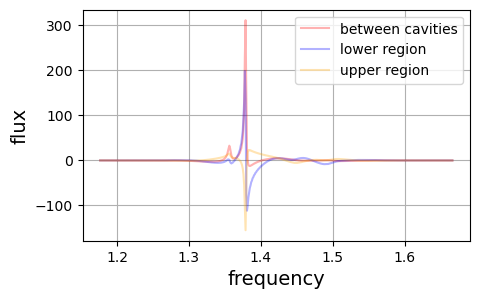 between cavities
lower region
upper region
300
200
100
0
−100
flux
1.2 1.3 1.4 1.5 1.6
frequency